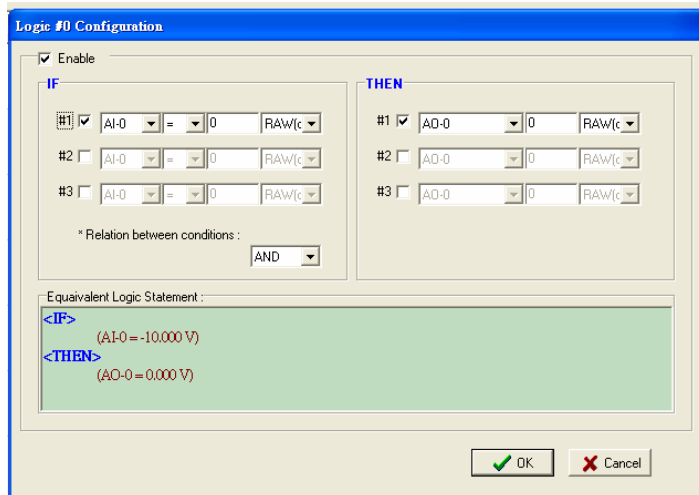 Logic #0 Configuration
Enable
IF
#1 AI-0 = 0 RAW(c
#2 AI-0 = 0 RAW(c
#3 AI-0 = 0 RAW(c
* Relation between conditions :
AND
THEN
#1 AO-0 0 RAW(c
#2 AO-0 0 RAW(c
#3 AO-0 0 RAW(c
Equaivalent Logic Statement :
<IF>
(AI-0 = -10.000 V)
<THEN>
(AO-0 = 0.000 V)
OK
Cancel